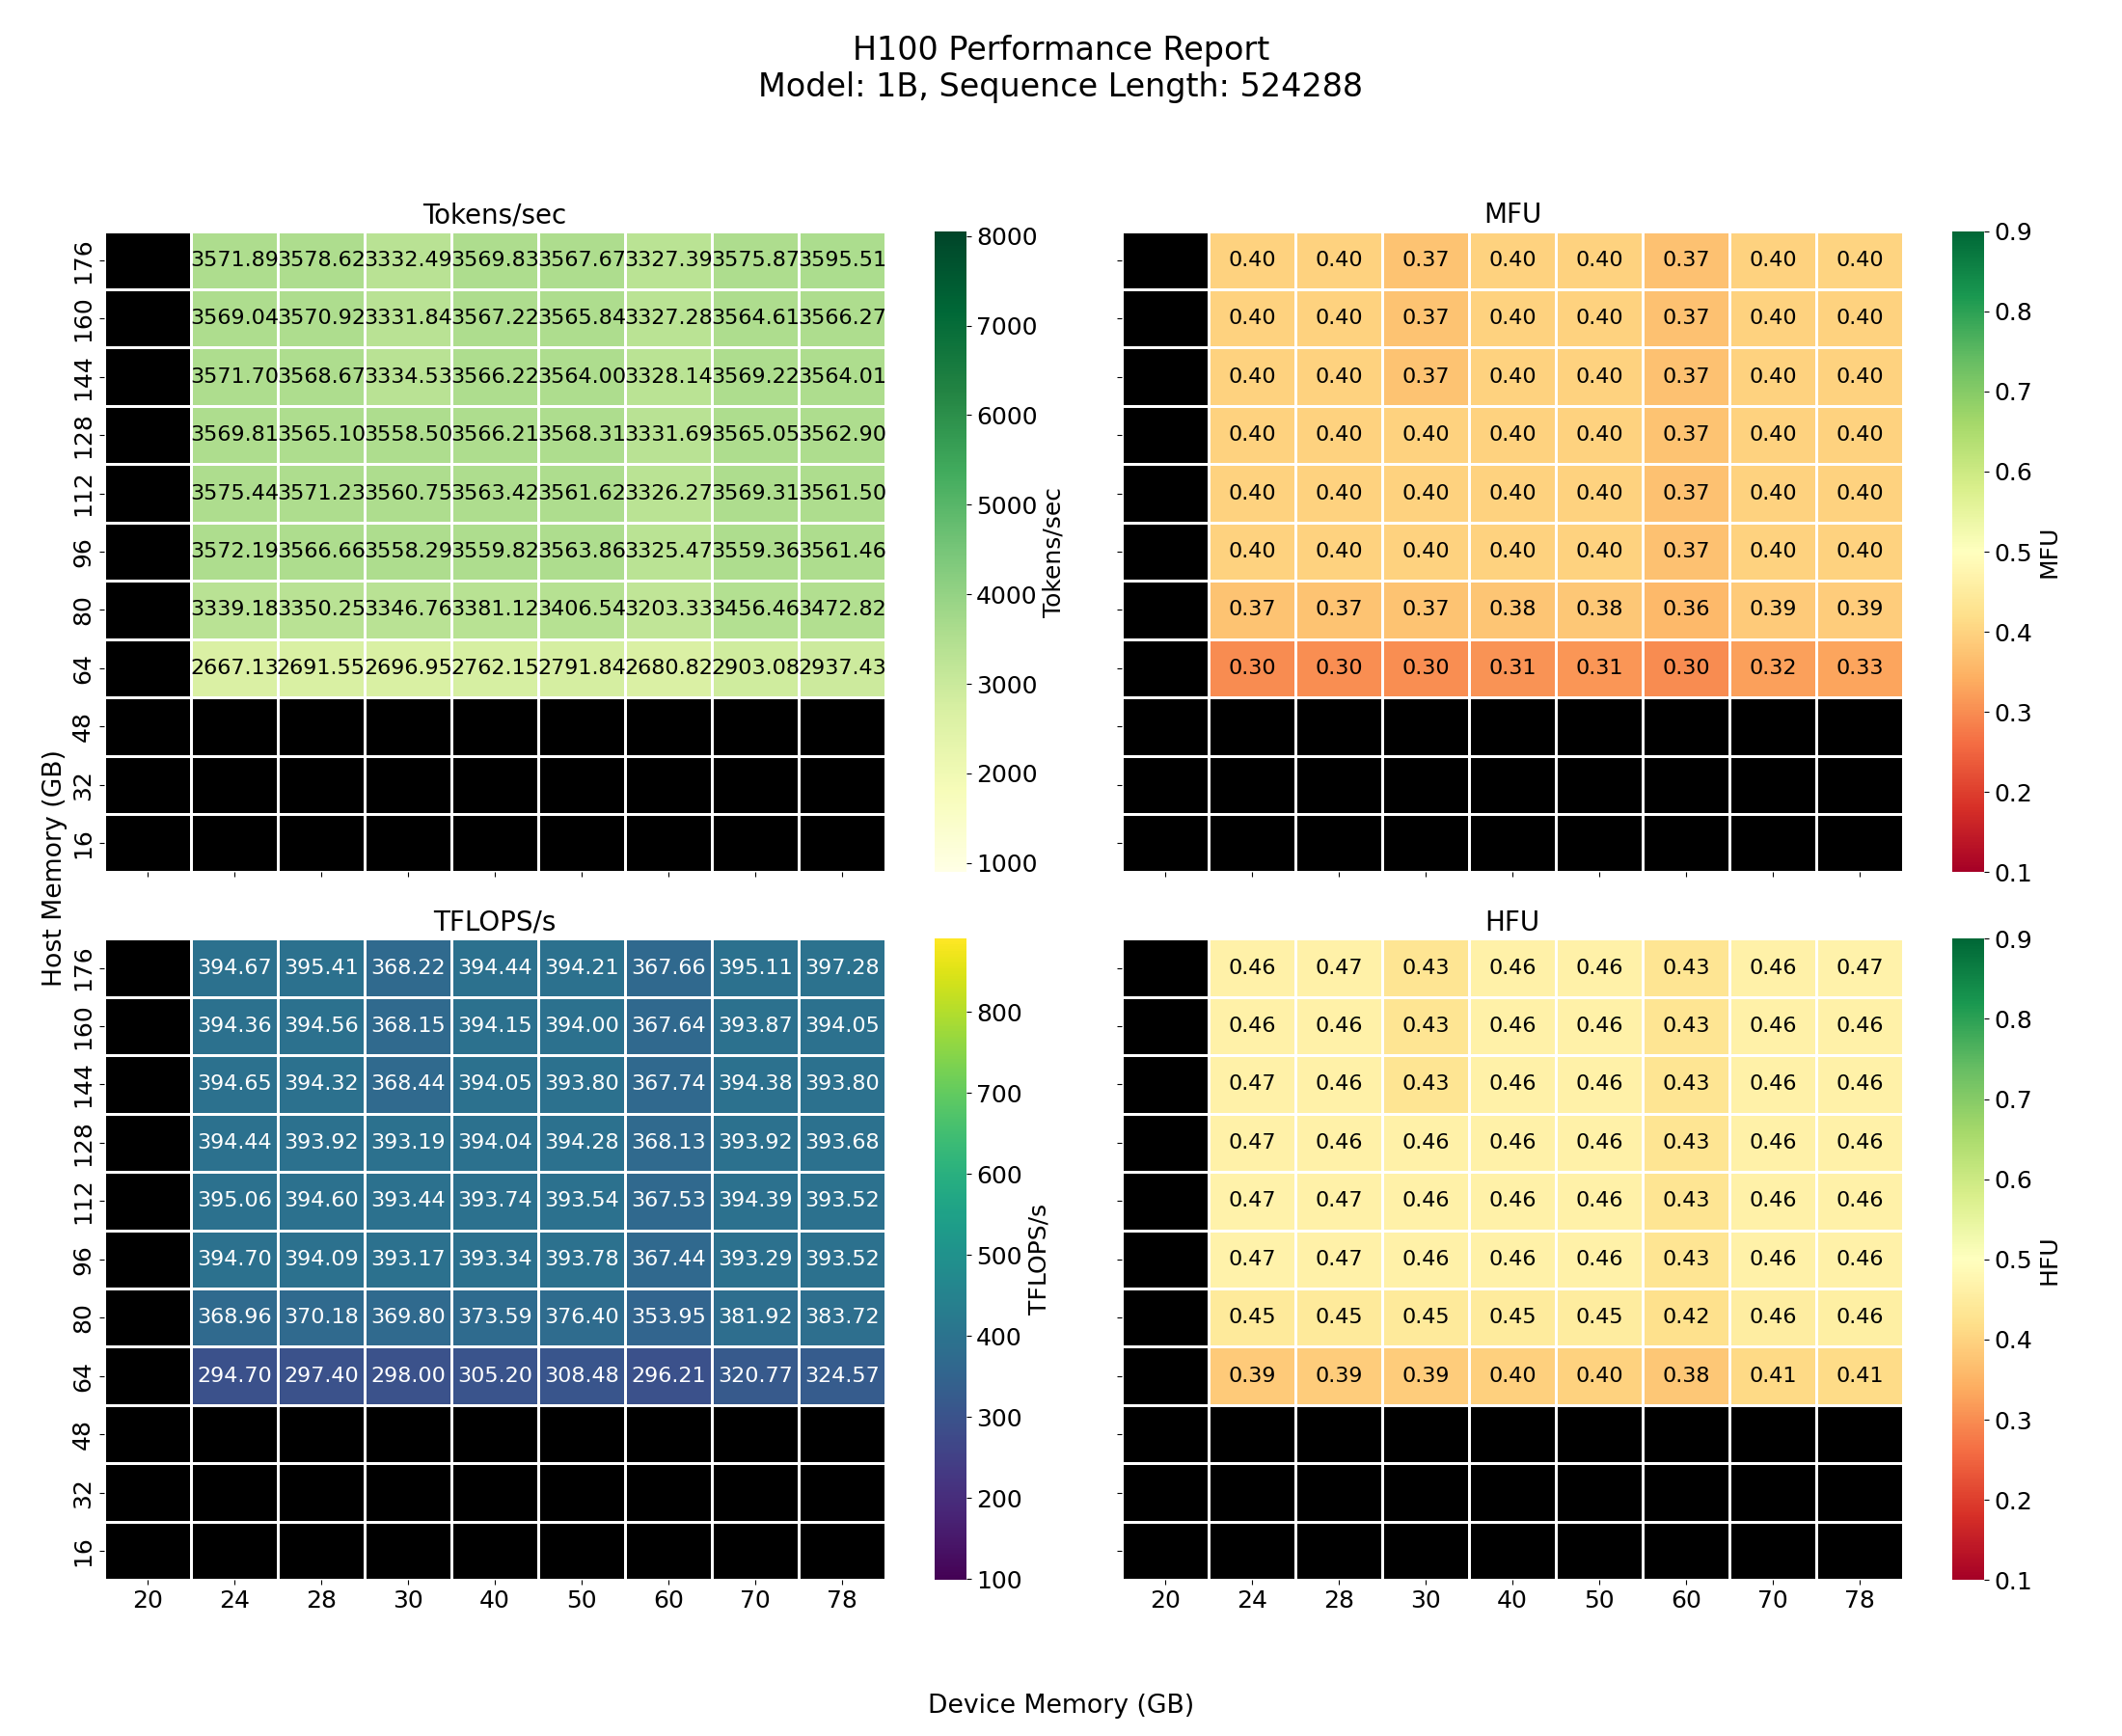 H100 Performance Report
Model: 1B, Sequence Length: 524288
Tokens/sec
176 3571.89 3578.62 3332.49 3569.83 3567.67 3327.39 3575.87 3595.51
160 3569.04 3570.92 3331.84 3567.22 3565.84 3327.28 3564.61 3566.27
144 3571.70 3568.67 3334.53 3566.22 3564.00 3328.14 3569.22 3564.01
128 3569.81 3565.10 3558.50 3566.21 3568.31 3331.69 3565.05 3562.90
112 3575.44 3571.23 3560.75 3563.42 3561.62 3326.27 3569.31 3561.50
96 3572.19 3566.66 3558.29 3559.82 3563.86 3325.47 3559.36 3561.46
80 3339.18 3350.25 3346.76 3381.12 3406.54 3203.33 3456.46 3472.82
64 2667.13 2691.55 2696.95 2762.15 2791.84 2680.82 2903.08 2937.43
48
32
16
8000
7000
6000
5000
4000
3000
2000
1000
Tokens/sec
MFU
0.40 0.40 0.37 0.40 0.40 0.37 0.40 0.40
0.40 0.40 0.37 0.40 0.40 0.37 0.40 0.40
0.40 0.40 0.37 0.40 0.40 0.37 0.40 0.40
0.40 0.40 0.40 0.40 0.40 0.37 0.40 0.40
0.40 0.40 0.40 0.40 0.40 0.37 0.40 0.40
0.40 0.40 0.40 0.40 0.40 0.37 0.40 0.40
0.37 0.37 0.37 0.38 0.38 0.36 0.39 0.39
0.30 0.30 0.30 0.31 0.31 0.30 0.32 0.33
0.9
0.8
0.7
0.6
0.5
0.4
0.3
0.2
0.1
MFU
Host Memory (GB)
TFLOPS/s
176 394.67 395.41 368.22 394.44 394.21 367.66 395.11 397.28
160 394.36 394.56 368.15 394.15 394.00 367.64 393.87 394.05
144 394.65 394.32 368.44 394.05 393.80 367.74 394.38 393.80
128 394.44 393.92 393.19 394.04 394.28 368.13 393.92 393.68
112 395.06 394.60 393.44 393.74 393.54 367.53 394.39 393.52
96 394.70 394.09 393.17 393.34 393.78 367.44 393.29 393.52
80 368.96 370.18 369.80 373.59 376.40 353.95 381.92 383.72
64 294.70 297.40 298.00 305.20 308.48 296.21 320.77 324.57
48
32
16
20 24 28 30 40 50 60 70 78
800
700
600
500
400
300
200
100
TFLOPS/s
HFU
0.46 0.47 0.43 0.46 0.46 0.43 0.46 0.47
0.46 0.46 0.43 0.46 0.46 0.43 0.46 0.46
0.47 0.46 0.43 0.46 0.46 0.43 0.46 0.46
0.47 0.46 0.46 0.46 0.46 0.43 0.46 0.46
0.47 0.47 0.46 0.46 0.46 0.43 0.46 0.46
0.47 0.47 0.46 0.46 0.46 0.43 0.46 0.46
0.45 0.45 0.45 0.45 0.45 0.42 0.46 0.46
0.39 0.39 0.39 0.40 0.40 0.38 0.41 0.41
20 24 28 30 40 50 60 70 78
0.9
0.8
0.7
0.6
0.5
0.4
0.3
0.2
0.1
HFU
Device Memory (GB)